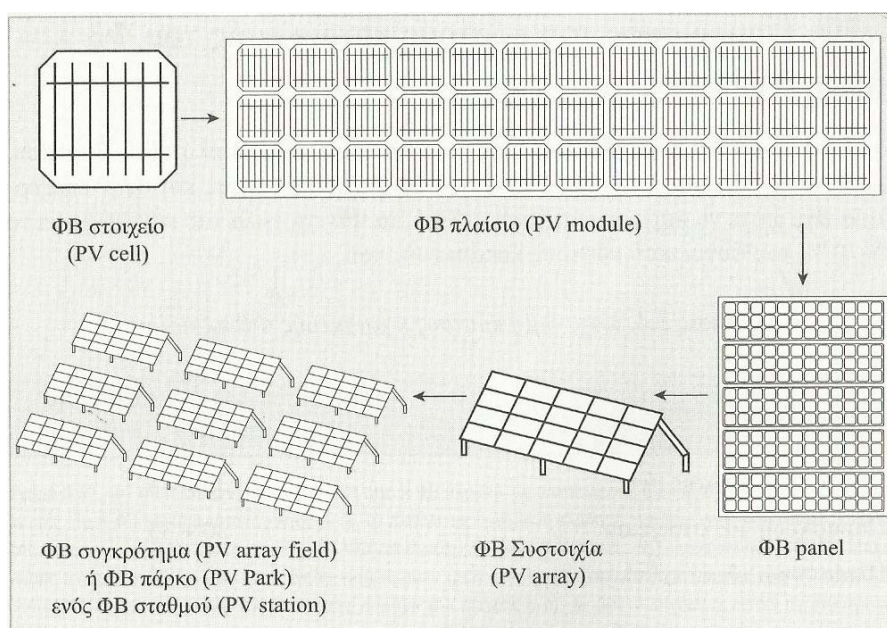 ΦΒ στοιχείο
(PV cell)
ΦΒ πλαίσιο (PV module)
ΦΒ συγκρότημα (PV array field)
ή ΦΒ πάρκο (PV Park)
ενός ΦΒ σταθμού (PV station)
ΦΒ Συστοιχία
(PV array)
ΦΒ panel